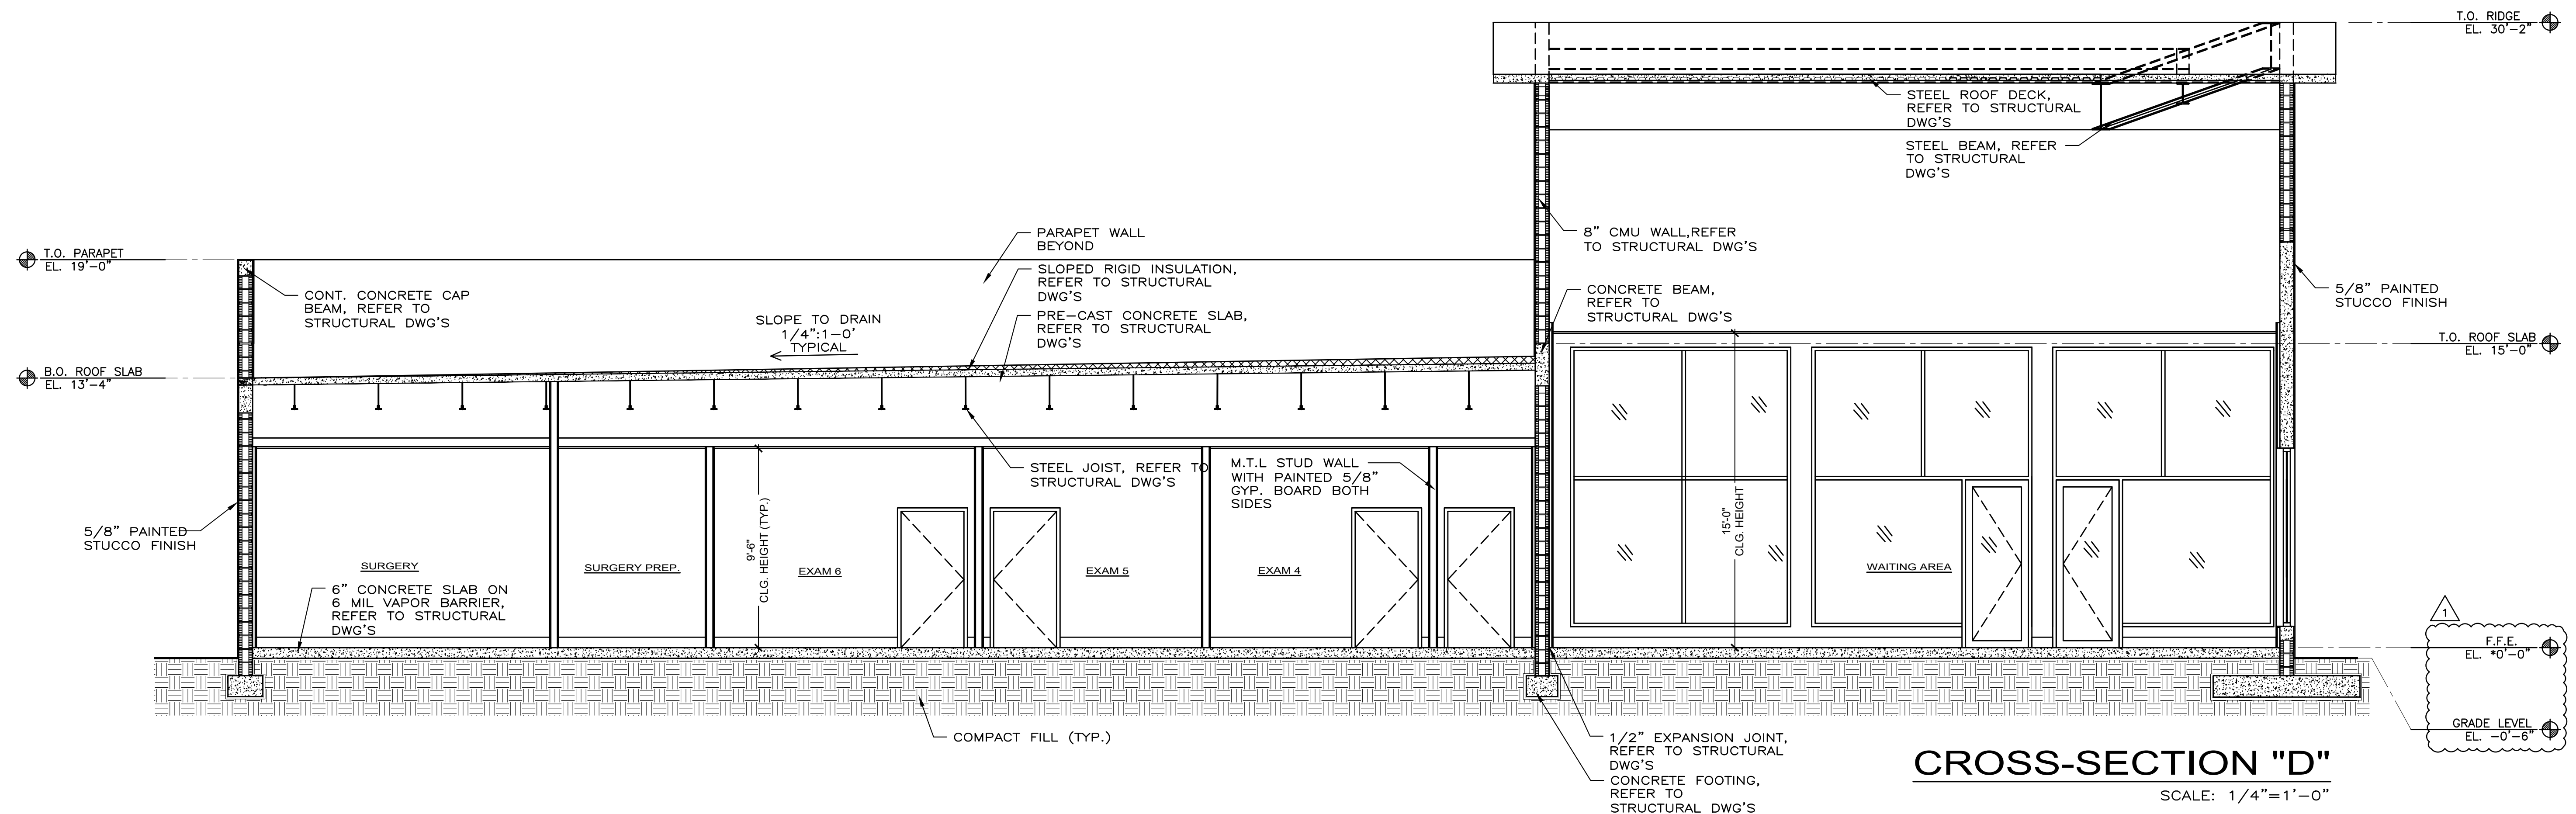 T.O. RIDGE
EL. 30'-2"
STEEL ROOF DECK,
REFER TO STRUCTURAL
DWG'S
STEEL BEAM, REFER
TO STRUCTURAL
DWG'S
T.O. PARAPET
EL. 19'-0"
B.O. ROOF SLAB
EL. 13'-4"
CONT. CONCRETE CAP
BEAM, REFER TO
STRUCTURAL DWG'S
SLOPE TO DRAIN
1/4":1-0'
TYPICAL
PARAPET WALL
BEYOND
SLOPED RIGID INSULATION,
REFER TO STRUCTURAL
DWG'S
PRE-CAST CONCRETE SLAB,
REFER TO STRUCTURAL
DWG'S
8" CMU WALL,REFER
TO STRUCTURAL DWG'S
CONCRETE BEAM,
REFER TO
STRUCTURAL DWG'S
5/8" PAINTED
STUCCO FINISH
T.O. ROOF SLAB
EL. 15'-0"
5/8" PAINTED
STUCCO FINISH
STEEL JOIST, REFER TO
STRUCTURAL DWG'S
M.T.L STUD WALL
WITH PAINTED 5/8"
GYP. BOARD BOTH
SIDES
9'-6"
CLG. HEIGHT (TYP.)
15'-0"
CLG. HEIGHT
SURGERY
SURGERY PREP.
EXAM 6
EXAM 5
EXAM 4
WAITING AREA
6" CONCRETE SLAB ON
6 MIL VAPOR BARRIER,
REFER TO STRUCTURAL
DWG'S
1
F.F.E.
EL. *0'-0"
GRADE LEVEL
EL. -0'-6"
COMPACT FILL (TYP.)
1/2" EXPANSION JOINT,
REFER TO STRUCTURAL
DWG'S
CONCRETE FOOTING,
REFER TO
STRUCTURAL DWG'S
CROSS-SECTION "D"
SCALE: 1/4"=1'-0"